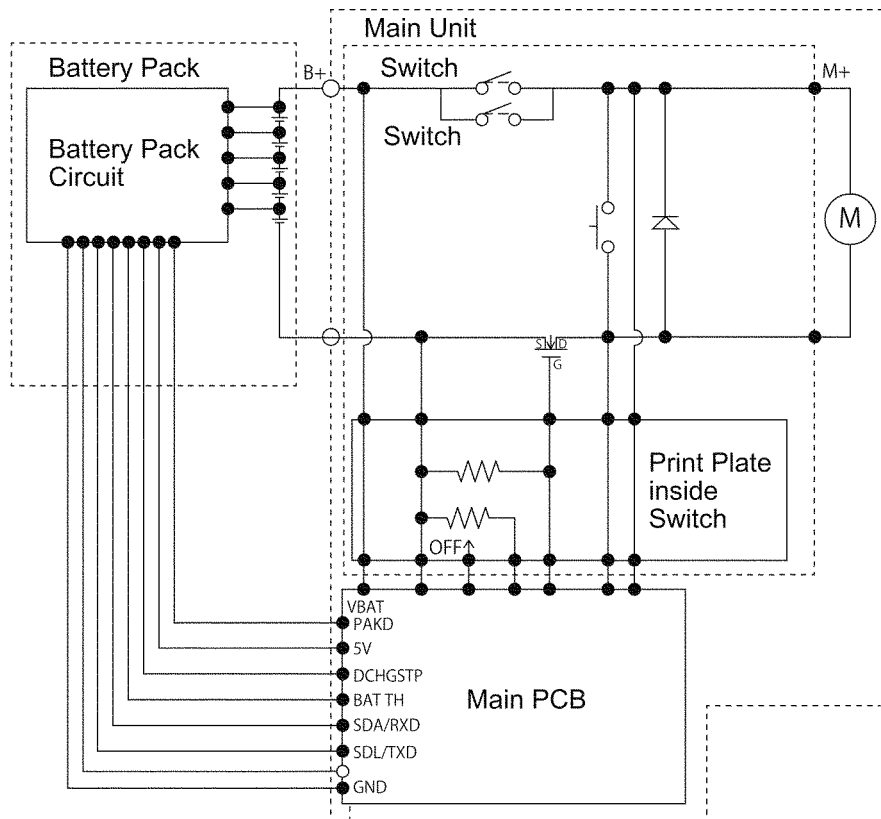 Main Unit
Battery Pack
B+
Switch
M+
Switch
Battery Pack
Circuit
M
S
D
G
Print Plate
inside
Switch
OFF
VBAT
PAKD
5V
DCHGSTP
BAT TH
Main PCB
SDA/RXD
SDL/TXD
GND